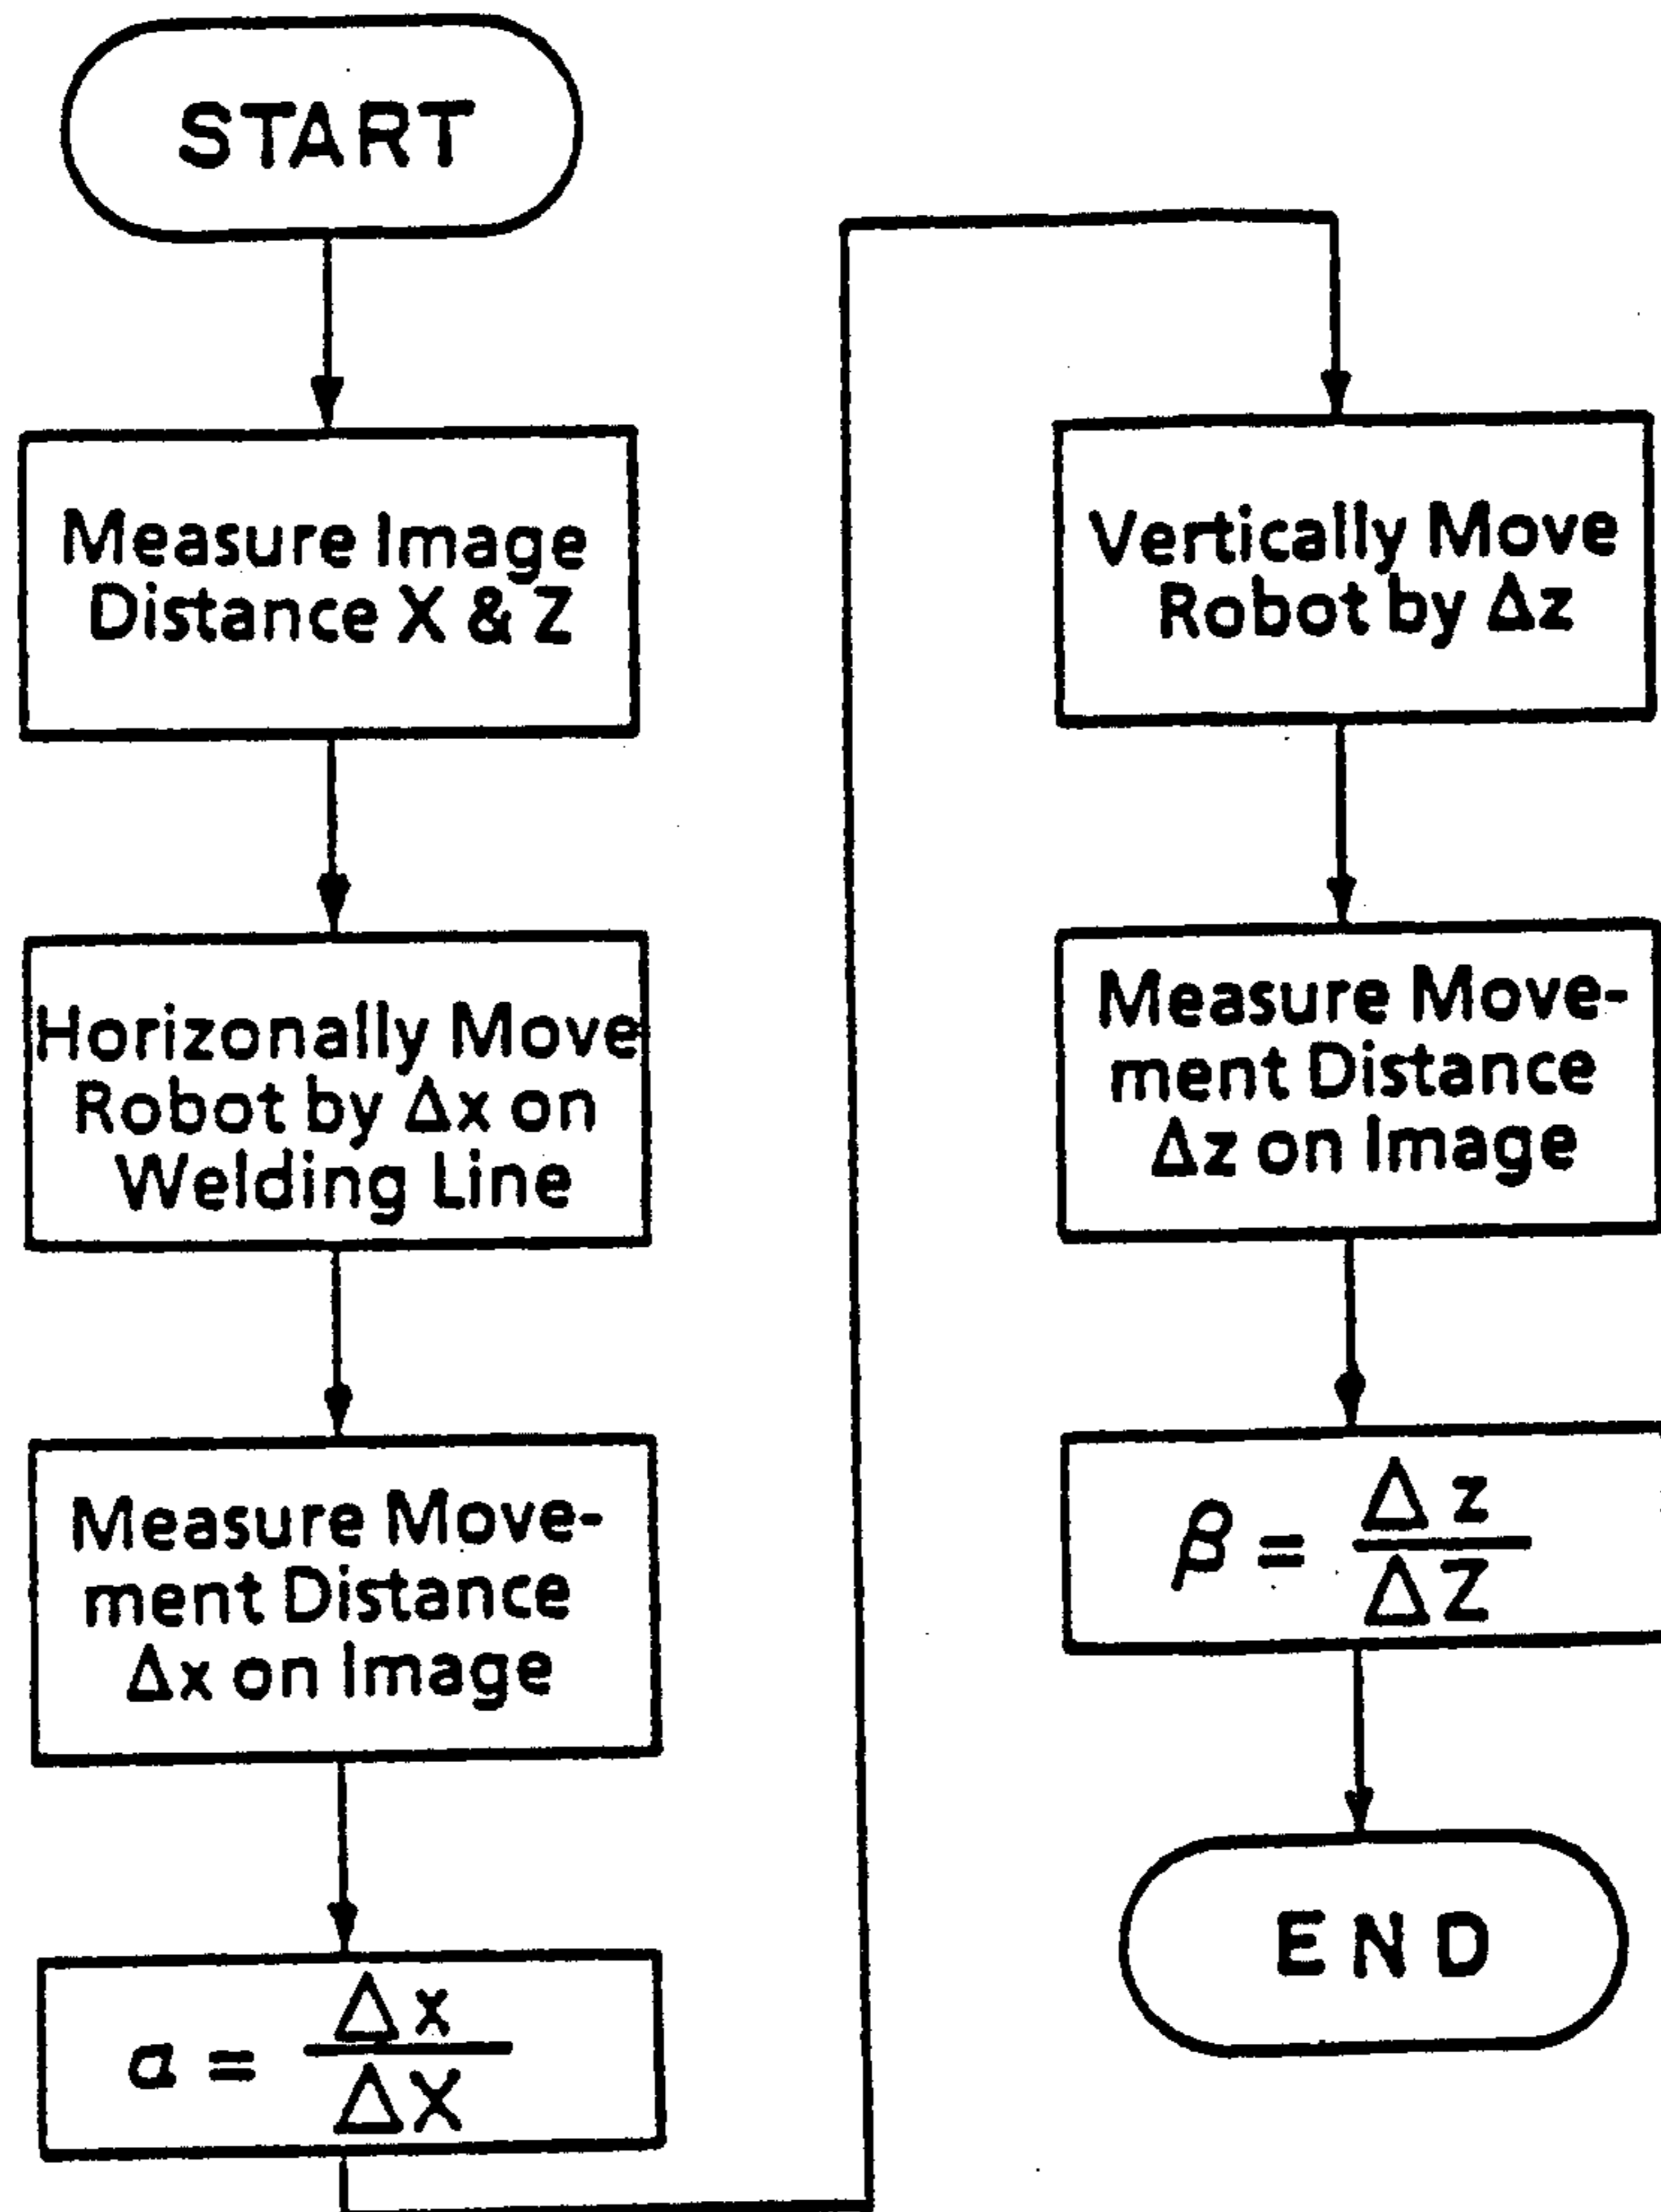 START
Measure Image
Distance X & Z
Horizonally Move
Robot by Δx on
Welding Line
Measure Move-
ment Distance
Δx on Image
α = Δx / ΔX
Vertically Move
Robot by Δz
Measure Move-
ment Distance
Δz on Image
β = Δz / ΔZ
END